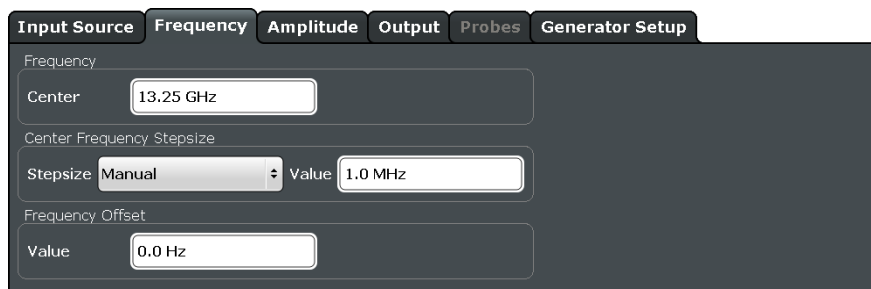 Input Source Frequency Amplitude Output Probes Generator Setup
Frequency
Center 13.25 GHz
Center Frequency Stepsize
Stepsize Manual Value 1.0 MHz
Frequency Offset
Value 0.0 Hz